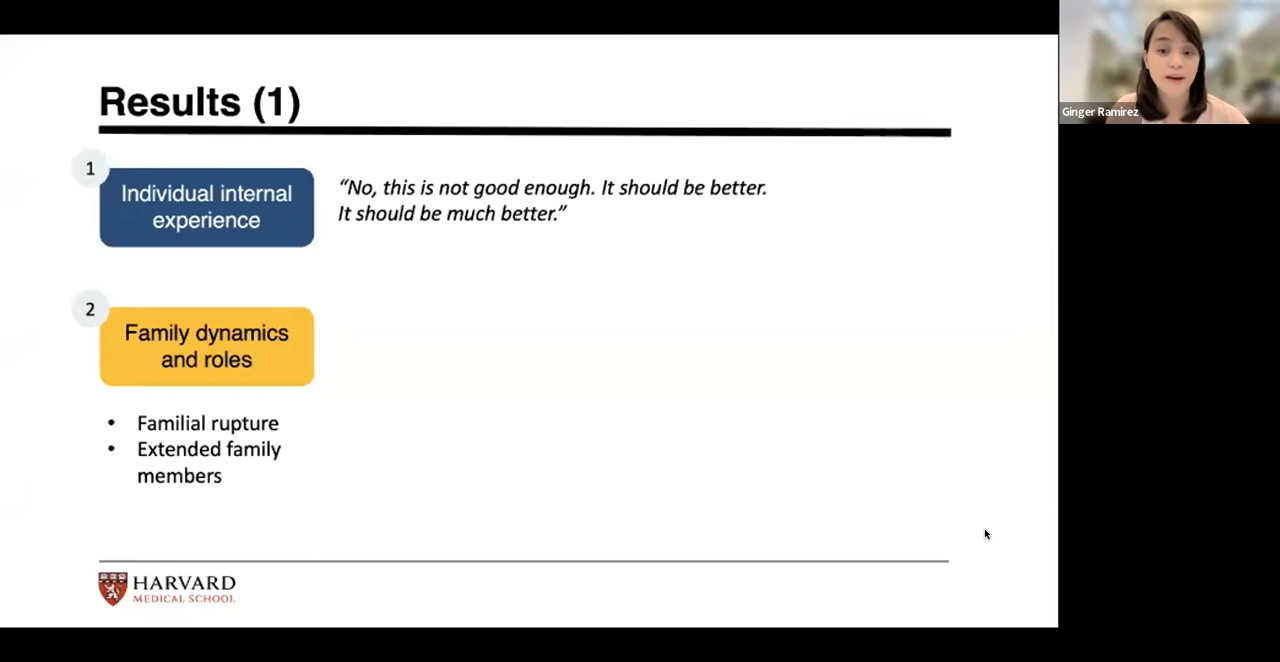 Results (1)
1
Individual internal
experience
“No, this is not good enough. It should be better.
It should be much better.”
2
Family dynamics
and roles
• Familial rupture
• Extended family
members
HARVARD
MEDICAL SCHOOL
Ginger Ramirez